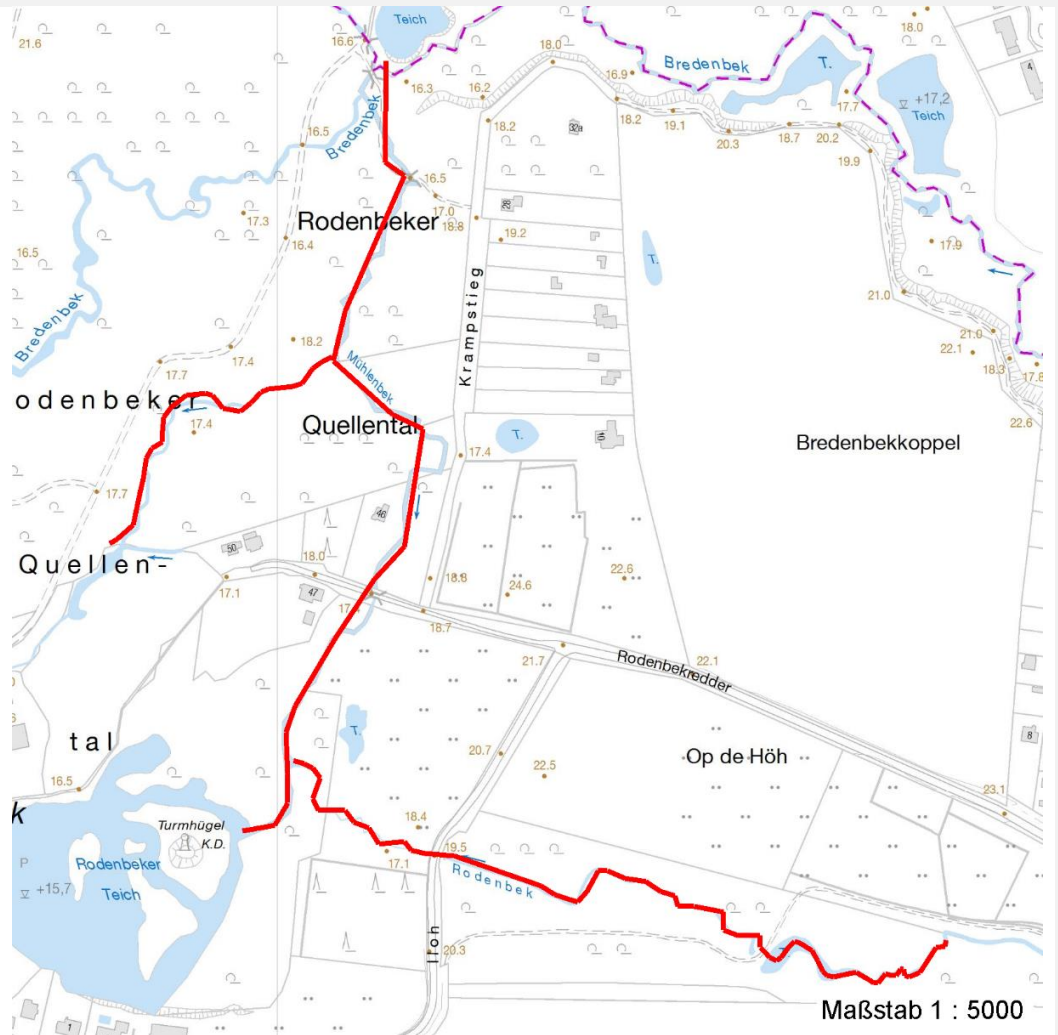 Teich
16.6
21.6
18.0
18.0
Bredenbek
T.
4
16.3
16.2
16.9
17.7
+17,2
Teich
18.2
18.2
19.1
20.3
18.7
20.2
16.5
Bredenbek
32a
19.9
16.5
17.0
28
17.3
Rodenbeker
18.8
19.2
16.4
17.9
16.5
T.
Bredenbek
Krampstieg
21.0
18.2
21.0
17.4
22.1
18.3
17.8
17.7
Mühlenbek
odenbeker
17.4
Quellental
T.
10
22.6
Bredenbekkoppel
17.4
17.7
46
50
Quellen-
18.0
17.1
47
18.8
24.6
22.6
18.7
21.7
Rodenbekredder
22.1
T.
tal
20.7
Op de Höh
8
16.5
22.5
23.1
k
Turmhügel
K.D.
18.4
P
Rodenbeker
Teich
+15,7
17.1
19.5
Rodenbek
Iloh
20.3
1
Maßstab 1 : 5000